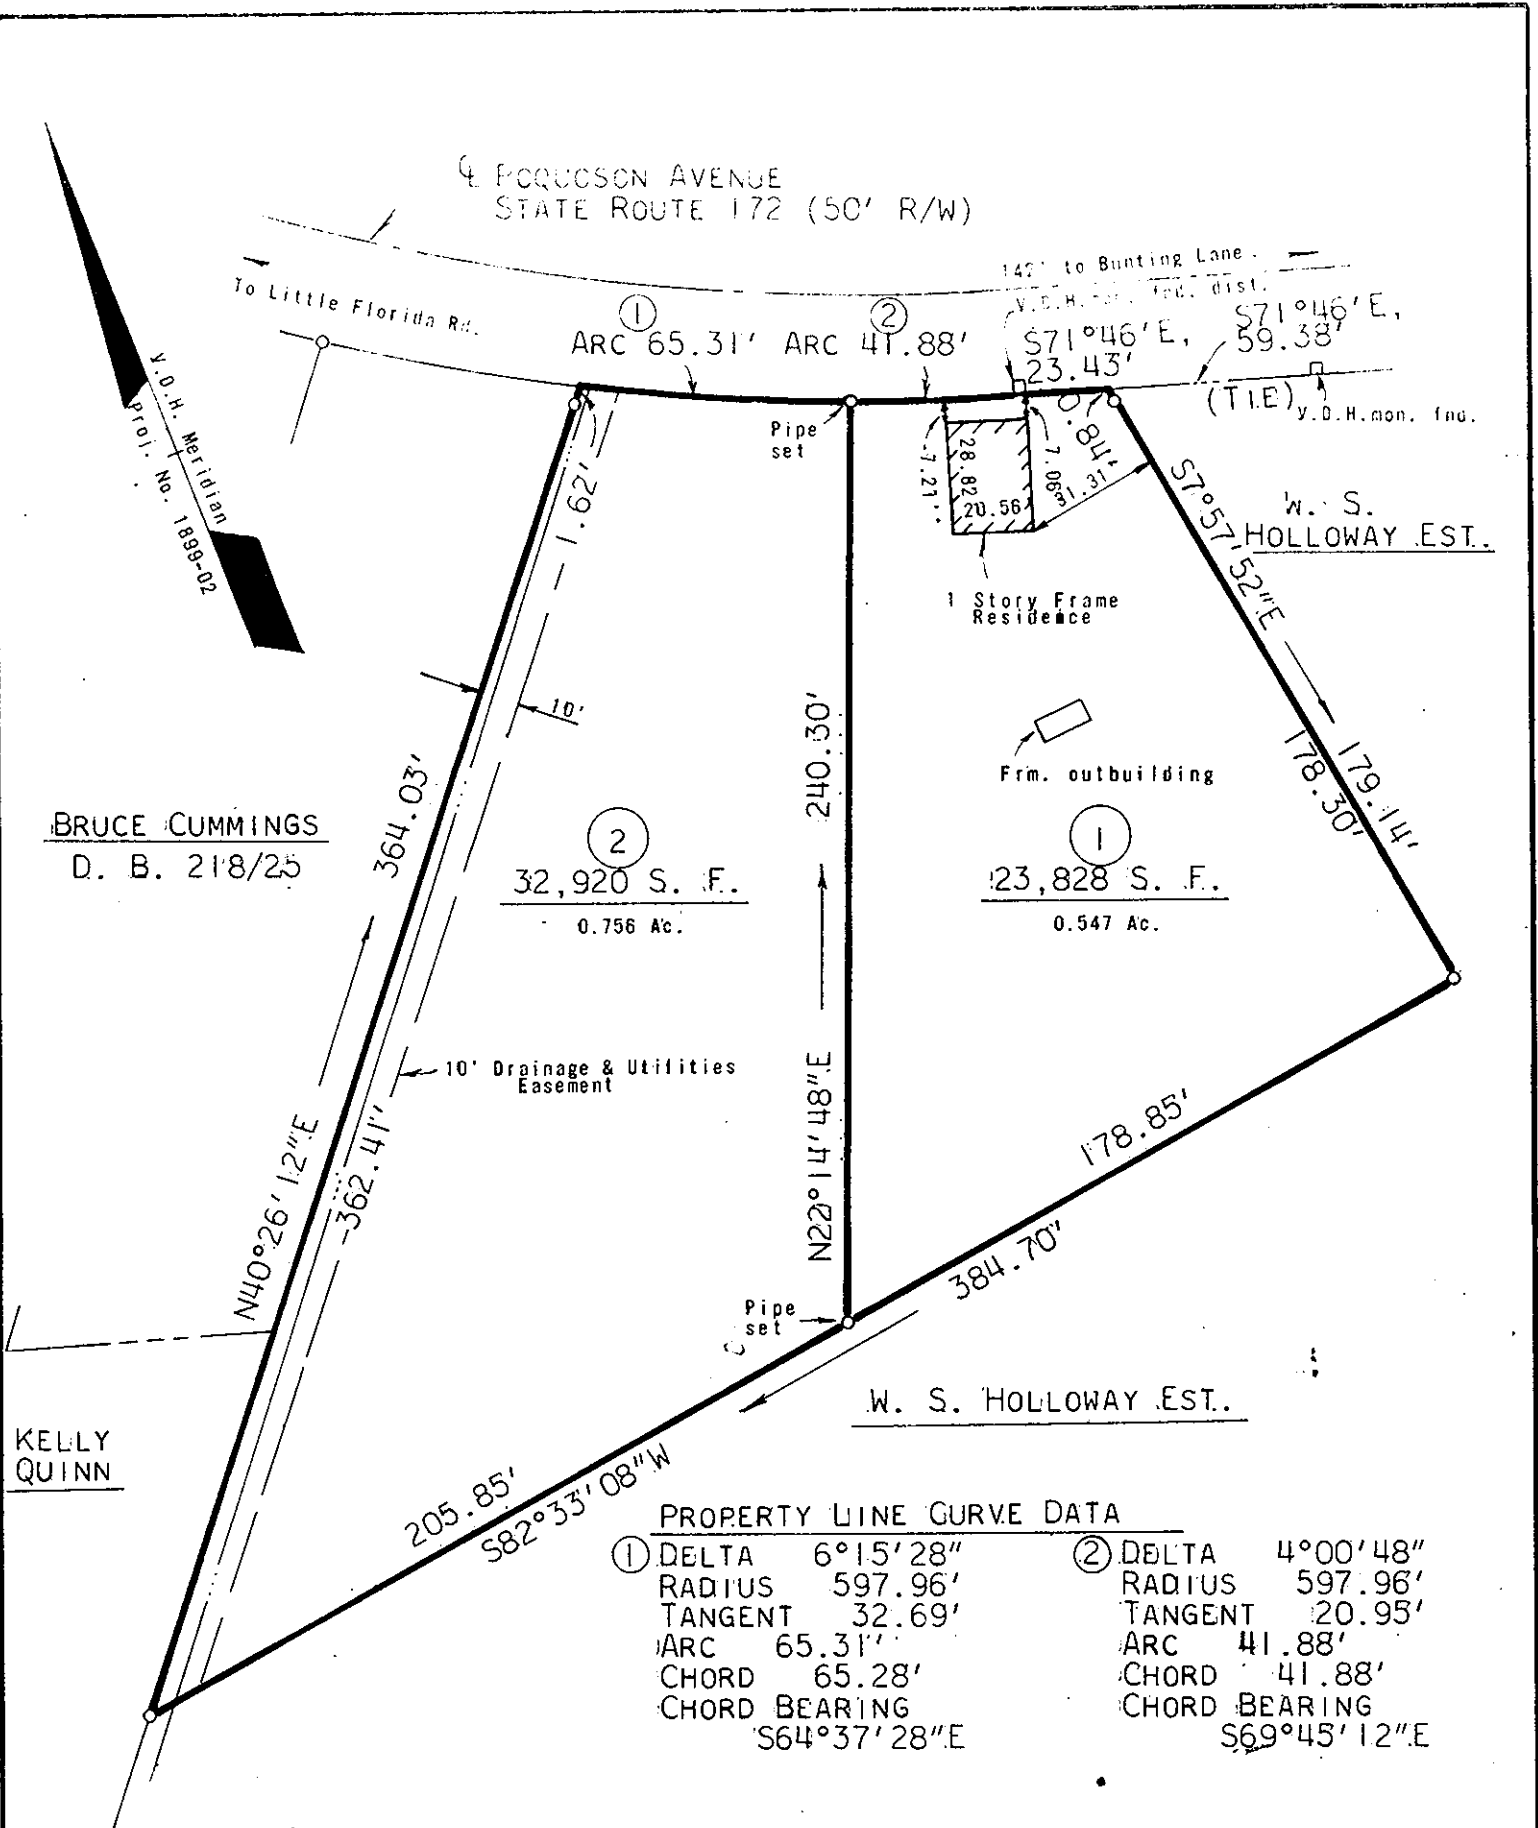 ℄ POQUOSON AVENUE
STATE ROUTE 172 (50' R/W)
142' to Bunting Lane
To Little Florida Rd.
V.D.H. mon. fnd. dist.
① ②
ARC 65.31' ARC 41.88'
S71°46'E,
23.43'
S71°46'E,
59.38'
(TIE)
V.D.H. mon. fnd.
V.D.H. Meridian
Proj. No. 1899-02
Pipe
set
1.62'
7.27'
28.82
20.56
7.06
31.31
0.84'
S7°57'52"E
179.14'
178.30'
W. S.
HOLLOWAY EST.
1 Story Frame
Residence
10'
Frm. outbuilding
364.03'
N40°26'12"E
362.41'
240.30'
N22°14'48"E
BRUCE CUMMINGS
D. B. 218/25
2
32,920 S. F.
0.756 Ac.
1
23,828 S. F.
0.547 Ac.
10' Drainage & Utilities
Easement
178.85'
384.70'
Pipe
set
W. S. HOLLOWAY EST.
KELLY
QUINN
205.85'
S82°33'08"W
PROPERTY LINE CURVE DATA
① DELTA 6°15'28"
RADIUS 597.96'
TANGENT 32.69'
ARC 65.31'
CHORD 65.28'
CHORD BEARING
S64°37'28"E
② DELTA 4°00'48"
RADIUS 597.96'
TANGENT 20.95'
ARC 41.88'
CHORD 41.88'
CHORD BEARING
S69°45'12"E